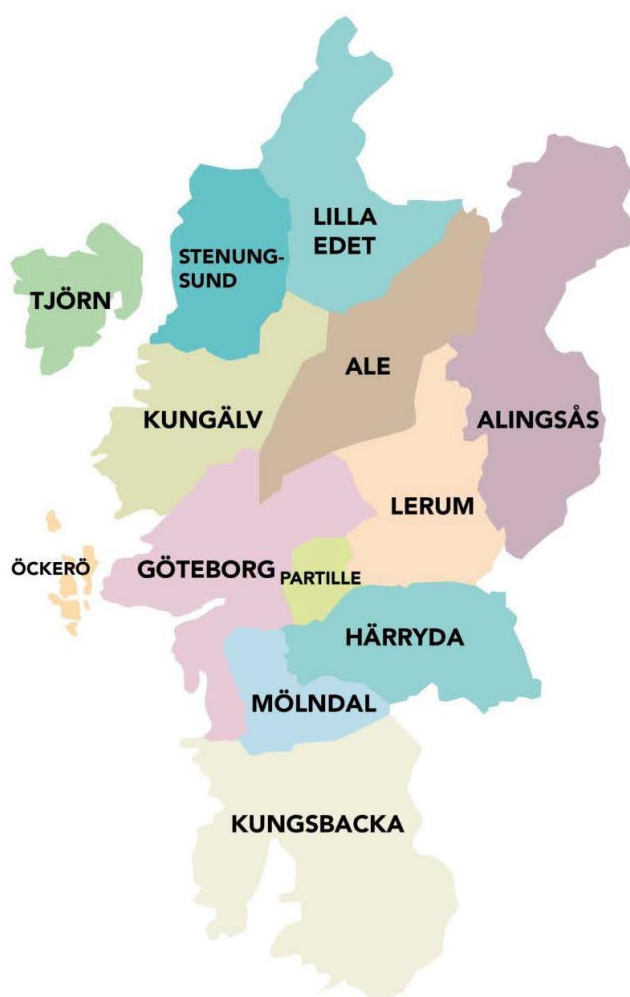 LILLA
EDET
STENUNG-
SUND
TJÖRN
ALE
KUNGÄLV
ALINGSÅS
LERUM
ÖCKERÖ
GÖTEBORG
PARTILLE
HÄRRYDA
MÖLNDAL
KUNGSBACKA